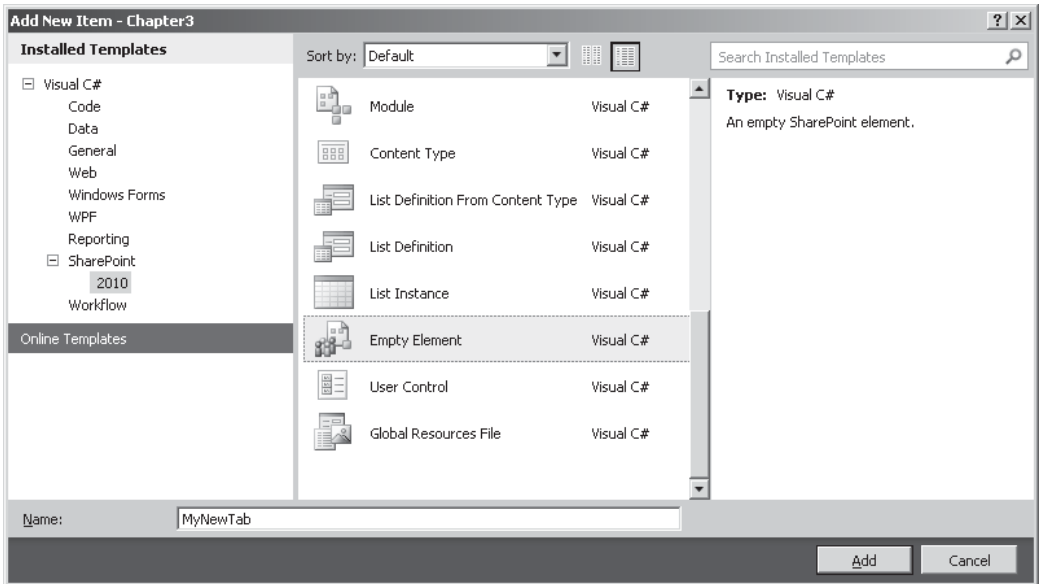 Add New Item - Chapter3
Installed Templates
Visual C#
Code
Data
General
Web
Windows Forms
WPF
Reporting
SharePoint
2010
Workflow
Online Templates
Sort by: Default
Module Visual C#
Content Type Visual C#
List Definition From Content Type Visual C#
List Definition Visual C#
List Instance Visual C#
Empty Element Visual C#
User Control Visual C#
Global Resources File Visual C#
Search Installed Templates
Type: Visual C#
An empty SharePoint element.
Name: MyNewTab
Add Cancel